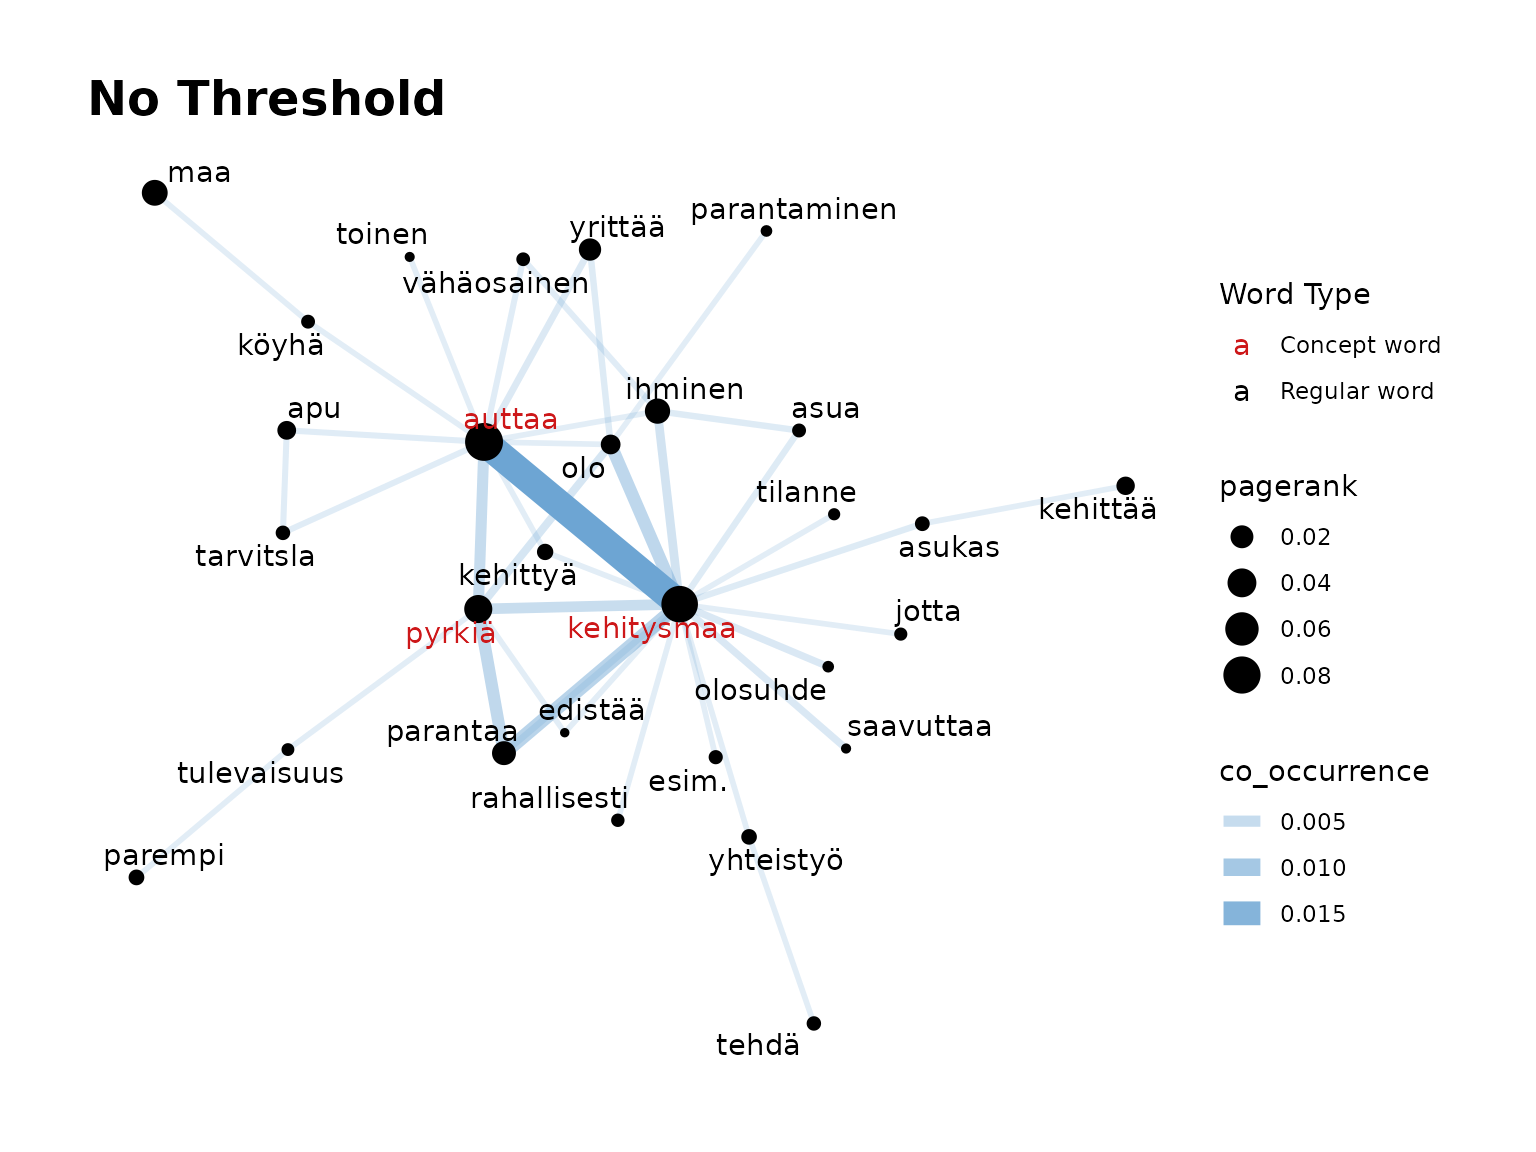 No Threshold
maa
parantaminen
toinen
yrittää
vähäosainen
köyhä
ihminen
apu
auttaa
asua
olo
tilanne
kehittää
tarvitsla
asukas
kehittyä
jotta
pyrkiä
kehitysmaa
olosuhde
edistää
parantaa
saavuttaa
tulevaisuus
esim.
rahallisesti
parempi
yhteistyö
tehdä
Word Type
a Concept word
a Regular word
pagerank
0.02
0.04
0.06
0.08
co_occurrence
0.005
0.010
0.015